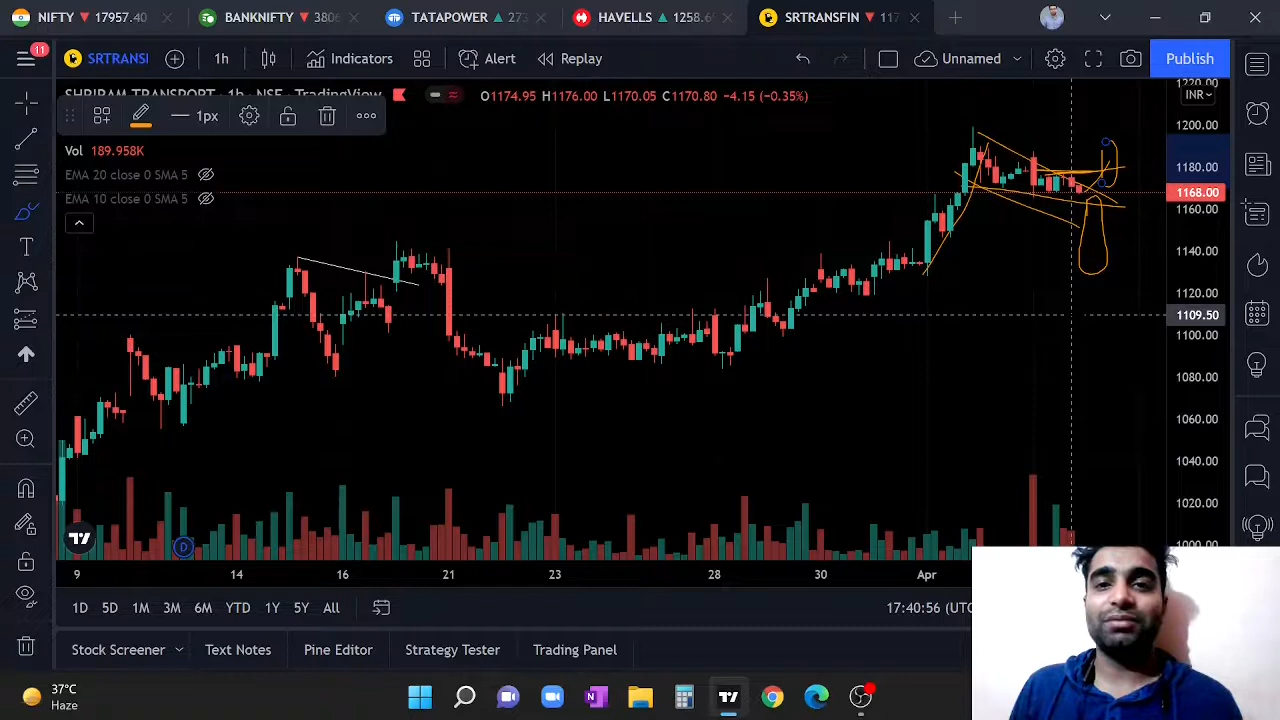 NIFTY ▼ 17957.40
BANKNIFTY ▼ 3806
TATAPOWER ▲ 273
HAVELLS ▲ 1258.6
SRTRANSFIN ▼ 117
11
SRTRANSI
1h
Indicators
Alert
Replay
Unnamed
Publish
SHRIRAM TRANSPORT · 1h · NSE · TradingView
O1174.95 H1176.00 L1170.05 C1170.80 −4.15 (−0.35%)
INR
1px
Vol 189.958K
EMA 20 close 0 SMA 5
EMA 10 close 0 SMA 5
1220.00
1200.00
1180.00
1168.00
1160.00
1140.00
1120.00
1109.50
1100.00
1080.00
1060.00
1040.00
1020.00
1000.00
D
9 14 16 21 23 28 30 Apr
1D 5D 1M 3M 6M YTD 1Y 5Y All
17:40:56 (UTC
Stock Screener Text Notes Pine Editor Strategy Tester Trading Panel
37°C
Haze